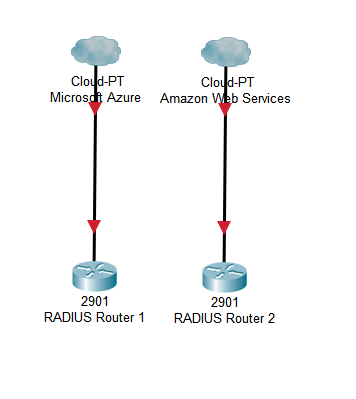 Cloud-PT
Microsoft Azure
Cloud-PT
Amazon Web Services
2901
RADIUS Router 1
2901
RADIUS Router 2